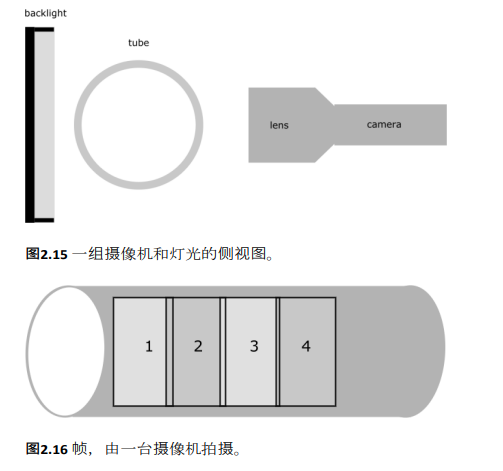 backlight
tube
lens
camera
图2.15 一组摄像机和灯光的侧视图。
1 2 3 4
图2.16 帧，由一台摄像机拍摄。